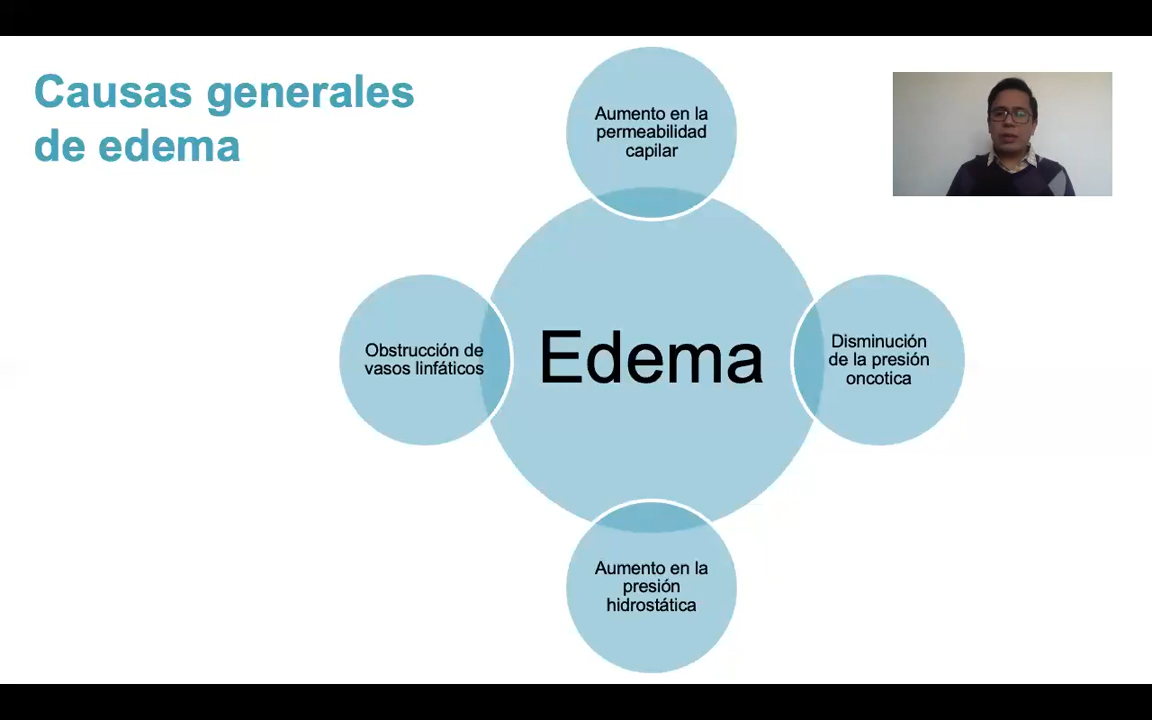 Causas generales
de edema
Aumento en la
permeabilidad
capilar
Obstrucción de
vasos linfáticos
Edema
Disminución
de la presión
oncotica
Aumento en la
presión
hidrostática